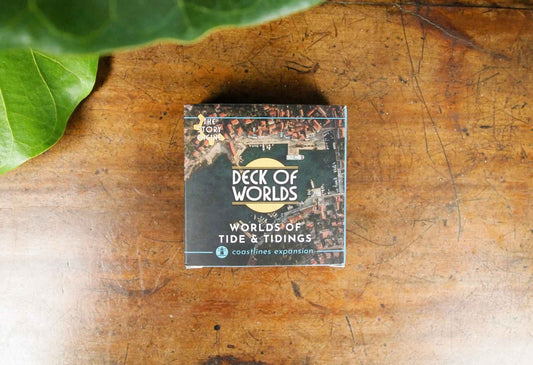 THE
STORY
ENGINE
DECK OF
WORLDS
WORLDS OF
TIDE & TIDINGS
coastlines expansion